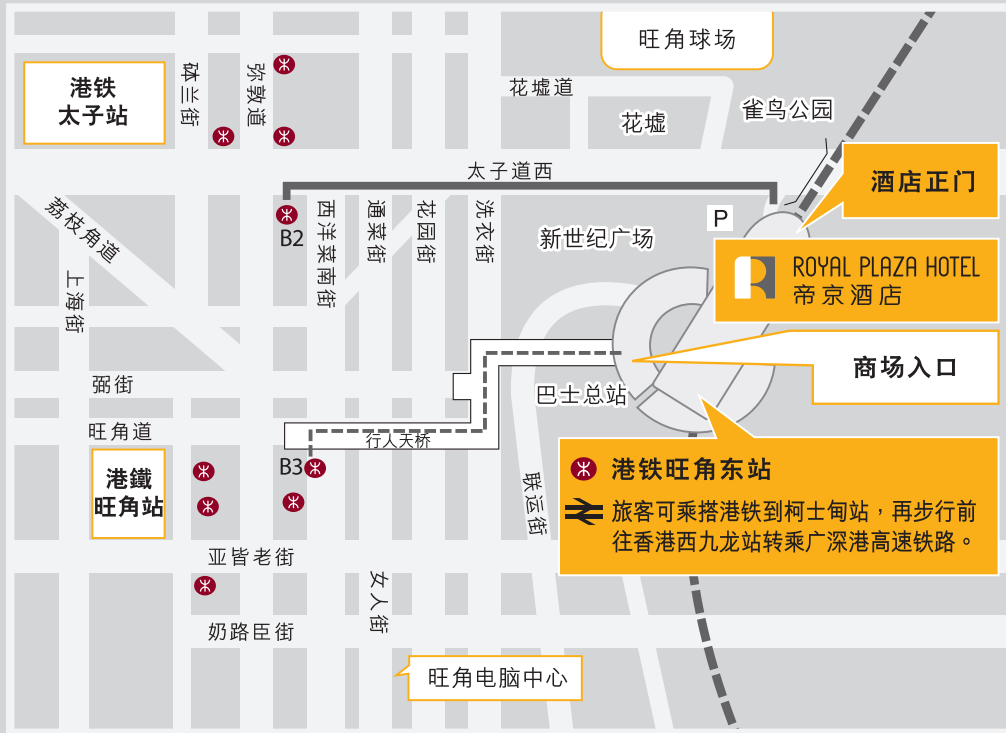 旺角球场
港铁
太子站
砵兰街
弥敦道
花墟道
花墟
雀鸟公园
太子道西
酒店正门
B2
西洋菜南街
通菜街
花园街
洗衣街
新世纪广场
P
荔枝角道
上海街
ROYAL PLAZA HOTEL
帝京酒店
商场入口
弼街
巴士总站
旺角道
行人天桥
B3
港鐵
旺角站
联运街
港铁旺角东站
旅客可乘搭港铁到柯士甸站，再步行前
往香港西九龙站转乘广深港高速铁路。
亚皆老街
女人街
奶路臣街
旺角电脑中心